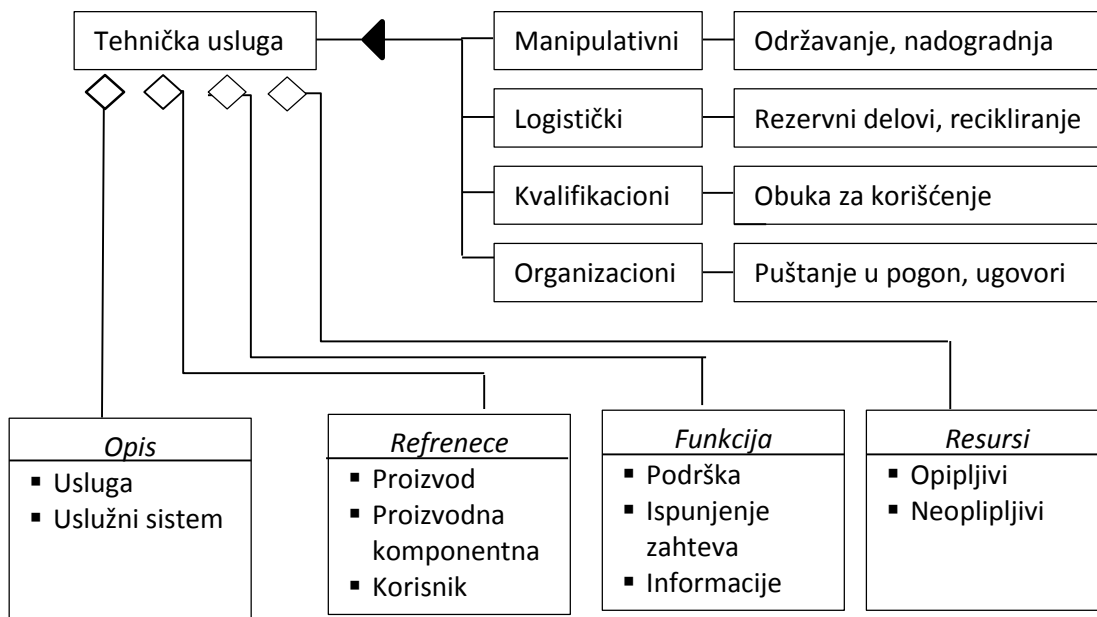 Tehnička usluga
Manipulativni
Održavanje, nadogradnja
Logistički
Rezervni delovi, recikliranje
Kvalifikacioni
Obuka za korišćenje
Organizacioni
Puštanje u pogon, ugovori
Opis
▪ Usluga
▪ Uslužni sistem
Refrenece
▪ Proizvod
▪ Proizvodna
komponentna
▪ Korisnik
Funkcija
▪ Podrška
▪ Ispunjenje
zahteva
▪ Informacije
Resursi
▪ Opipljivi
▪ Neoplipljivi